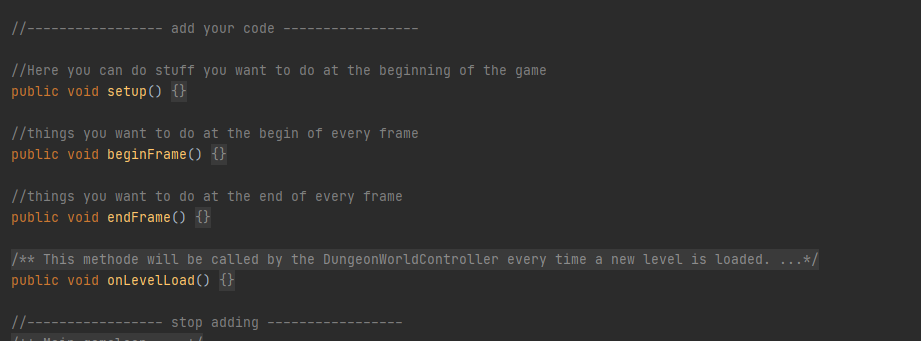 //----------------- add your code -----------------
//Here you can do stuff you want to do at the beginning of the game
public void setup() {}
//things you want to do at the begin of every frame
public void beginFrame() {}
//things you want to do at the end of every frame
public void endFrame() {}
/** This methode will be called by the DungeonWorldController every time a new level is loaded. ...*/
public void onLevelLoad() {}
//----------------- stop adding -----------------